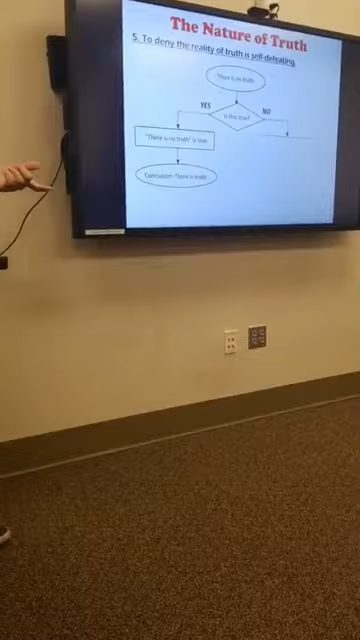 The Nature of Truth
5. To deny the reality of truth is self-defeating.
There is no truth
YES
NO
Is this true?
"There is no truth" is true
Conclusion- There is truth